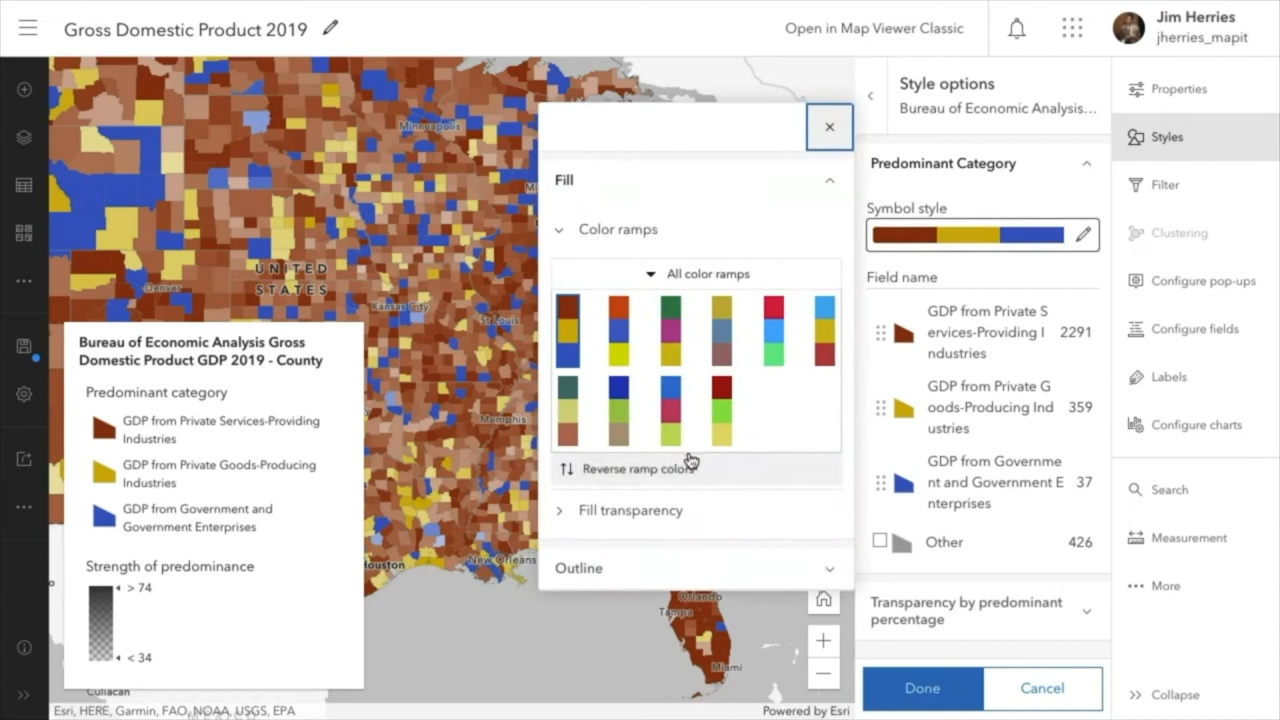 Gross Domestic Product 2019
Open in Map Viewer Classic
Jim Herries
jherries_mapit
Minneapolis
UNITED
STATES
Denver
Kansas City
St Louis
Memphis
Houston
New Orleans
Orlando
Tampa
Miami
Culiacan
Bureau of Economic Analysis Gross
Domestic Product GDP 2019 - County
Predominant category
GDP from Private Services-Providing
Industries
GDP from Private Goods-Producing
Industries
GDP from Government and
Government Enterprises
Strength of predominance
> 74
< 34
Esri, HERE, Garmin, FAO, NOAA, USGS, EPA
Powered by Esri
Fill
Color ramps
All color ramps
Reverse ramp colors
Fill transparency
Outline
Style options
Bureau of Economic Analysis...
Predominant Category
Symbol style
Field name
GDP from Private S
ervices-Providing I
ndustries
2291
GDP from Private G
oods-Producing Ind
ustries
359
GDP from Governme
nt and Government E
nterprises
37
Other
426
Transparency by predominant
percentage
Done
Cancel
Properties
Styles
Filter
Clustering
Configure pop-ups
Configure fields
Labels
Configure charts
Search
Measurement
More
Collapse